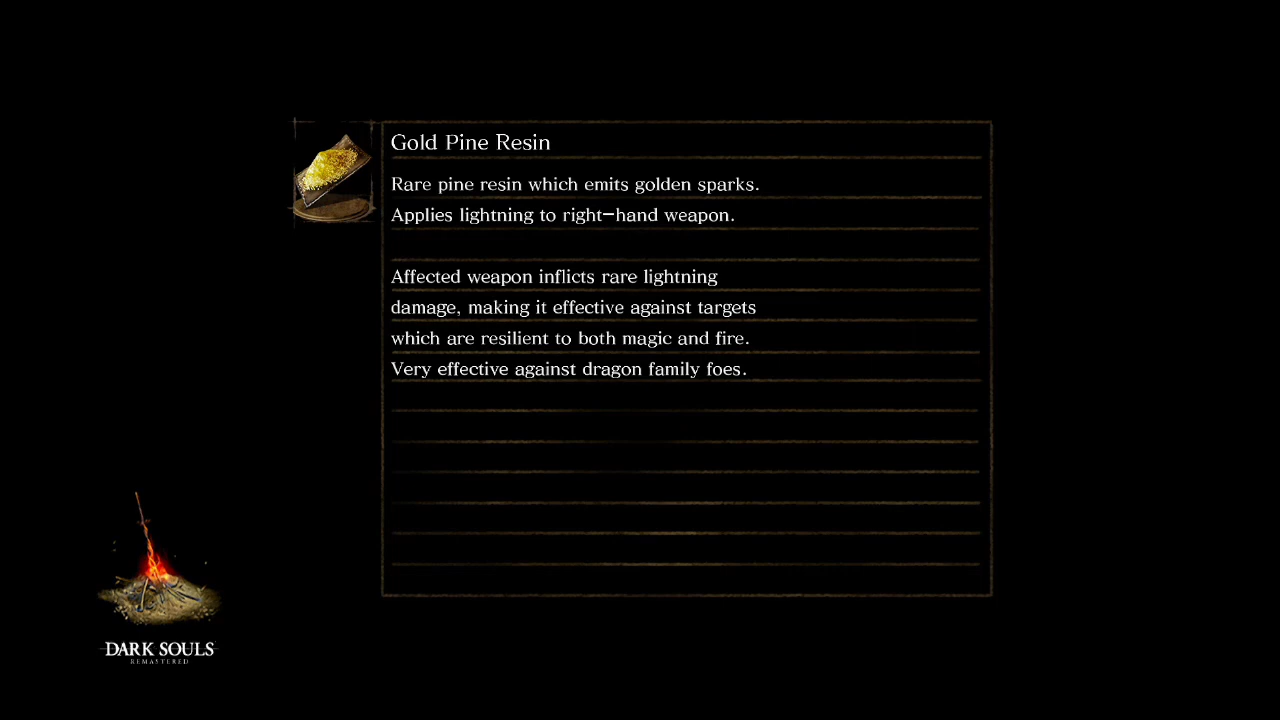 Gold Pine Resin
Rare pine resin which emits golden sparks.
Applies lightning to right-hand weapon.
Affected weapon inflicts rare lightning
damage, making it effective against targets
which are resilient to both magic and fire.
Very effective against dragon family foes.
DARK SOULS
REMASTERED